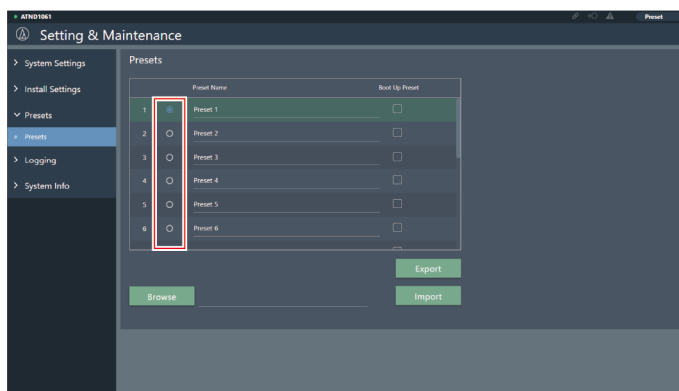 ATND1061
Preset
Setting & Maintenance
System Settings
Install Settings
Presets
Presets
Logging
System Info
Presets
Preset Name Boot Up Preset
1 Preset 1
2 Preset 2
3 Preset 3
4 Preset 4
5 Preset 5
6 Preset 6
Export
Browse Import